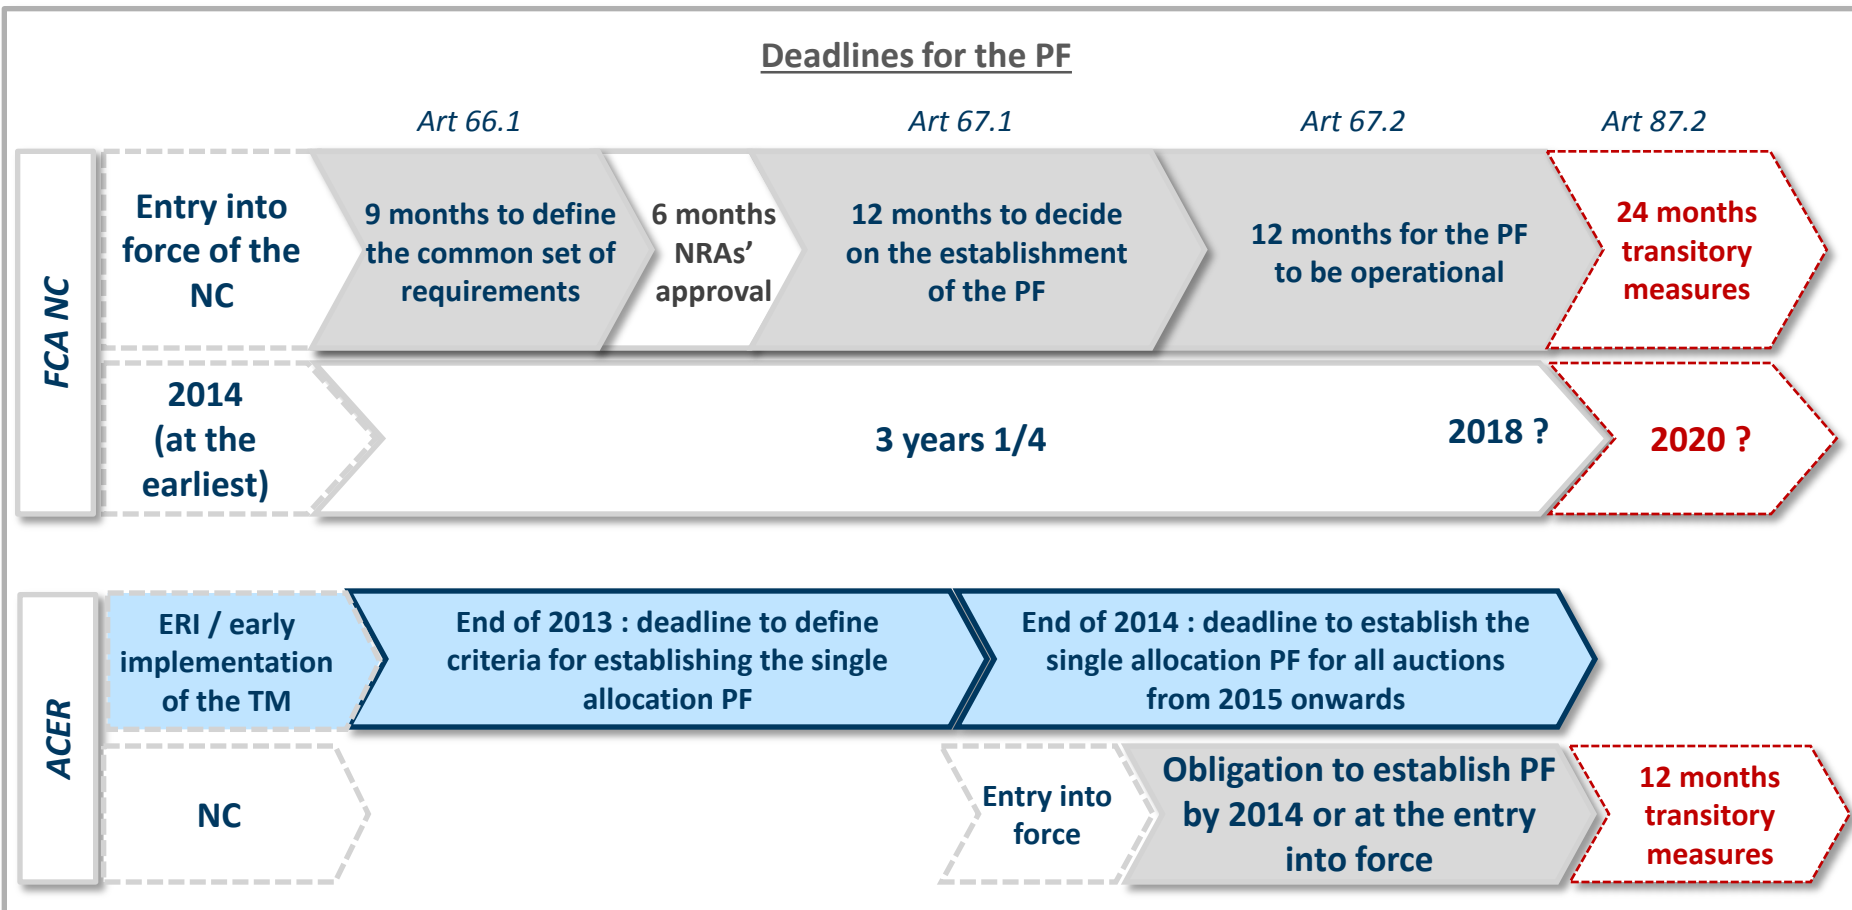 Deadlines for the PF
Art 66.1
Art 67.1
Art 67.2
Art 87.2
FCA NC
Entry into
force of the
NC
9 months to define
the common set of
requirements
6 months
NRAs’
approval
12 months to decide
on the establishment
of the PF
12 months for the PF
to be operational
24 months
transitory
measures
2014
(at the
earliest)
3 years 1/4
2018 ?
2020 ?
ACER
ERI / early
implementation
of the TM
End of 2013 : deadline to define
criteria for establishing the single
allocation PF
End of 2014 : deadline to establish the
single allocation PF for all auctions
from 2015 onwards
NC
Entry into
force
Obligation to establish PF
by 2014 or at the entry
into force
12 months
transitory
measures